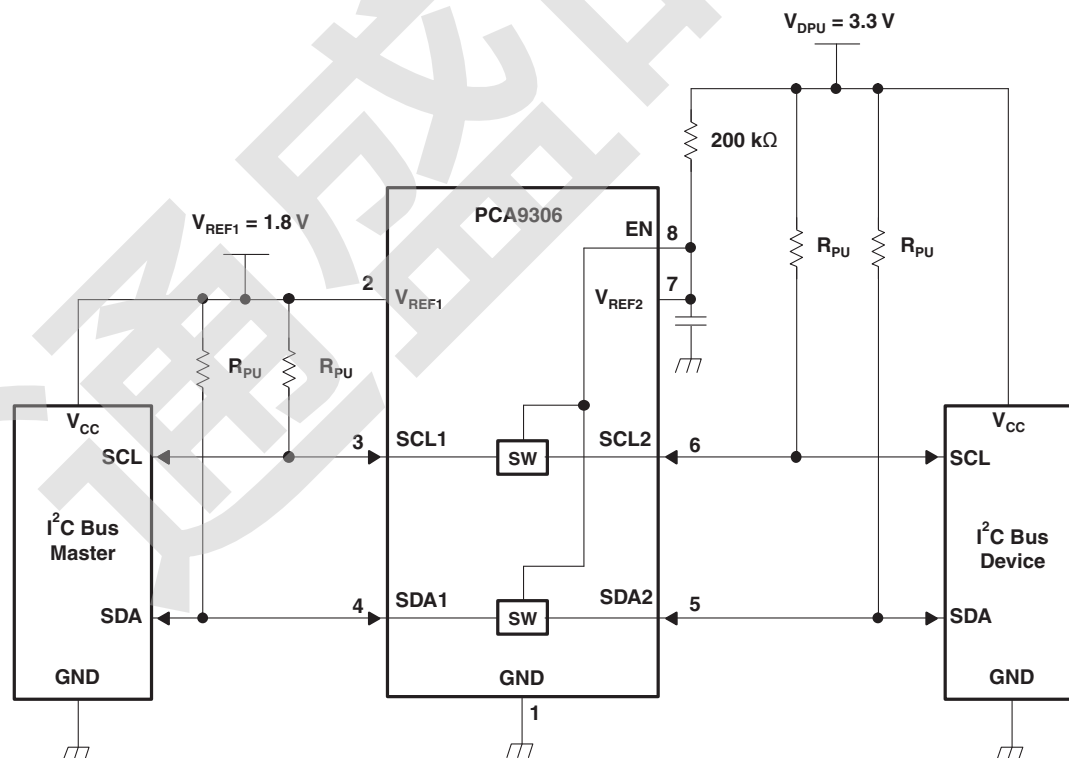 V_DPU = 3.3 V
200 kΩ
PCA9306
V_REF1 = 1.8 V
EN
8
R_PU
R_PU
2
7
V_REF1
V_REF2
R_PU
R_PU
V_CC
V_CC
SCL
3
SCL1
SW
SCL2
6
SCL
I²C Bus
Master
I²C Bus
Device
SDA
4
SDA1
SW
SDA2
5
SDA
GND
GND
GND
1
通盛